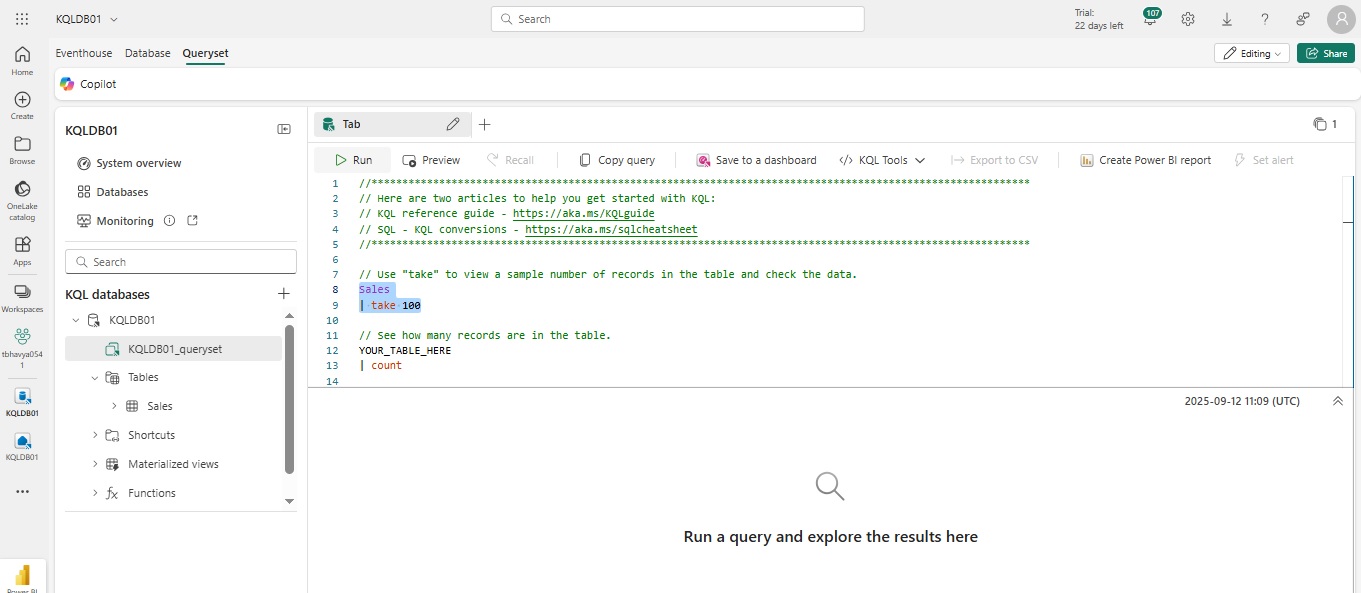 KQLDB01
Search
Trial:
22 days left
107
Home
Create
Browse
OneLake
catalog
Apps
Workspaces
tbhavya054
1
KQLDB01
KQLDB01
Eventhouse Database Queryset
Editing
Share
Copilot
KQLDB01
System overview
Databases
Monitoring
Search
KQL databases
KQLDB01
KQLDB01_queryset
Tables
Sales
Shortcuts
Materialized views
Functions
Tab
1
Run Preview Recall Copy query Save to a dashboard </> KQL Tools Export to CSV Create Power BI report Set alert
1 //***********************************************************************************************************
2 // Here are two articles to help you get started with KQL:
3 // KQL reference guide - https://aka.ms/KQLguide
4 // SQL - KQL conversions - https://aka.ms/sqlcheatsheet
5 //***********************************************************************************************************
6
7 // Use "take" to view a sample number of records in the table and check the data.
8 Sales
9 | take 100
10
11 // See how many records are in the table.
12 YOUR_TABLE_HERE
13 | count
14
2025-09-12 11:09 (UTC)
Run a query and explore the results here
Power BI